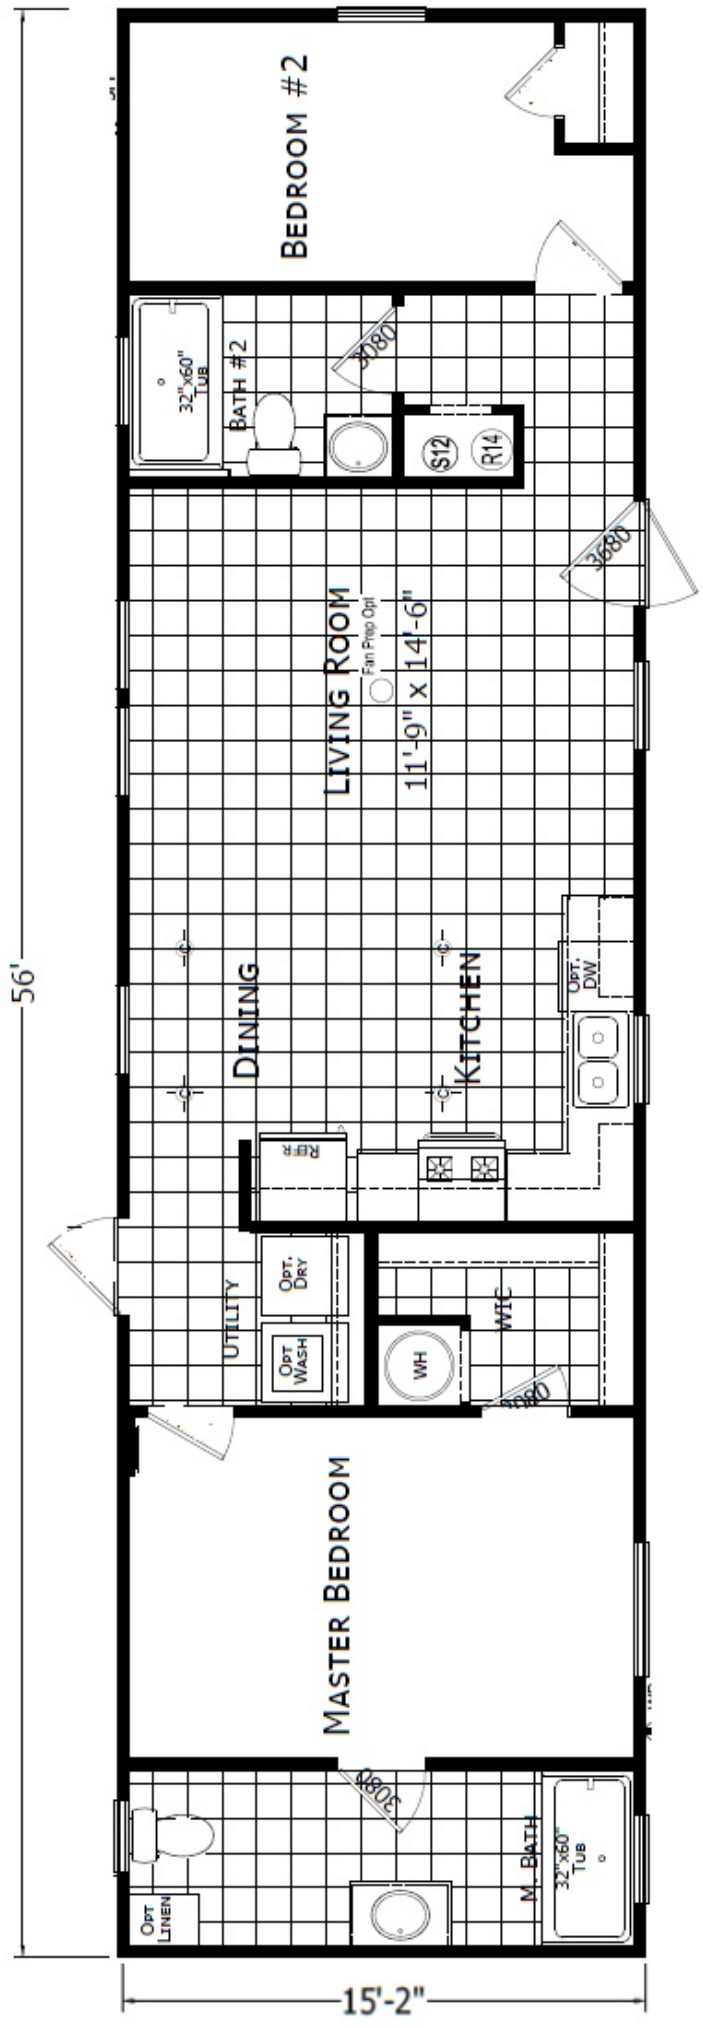 BEDROOM #2
32"x60"
TUB
BATH #2
3080
S12
R14
3680
LIVING ROOM
Fan Prep Opt
11'-9" x 14'-6"
56'
DINING
KITCHEN
OPT.
DW
REFR
UTILITY
OPT.
DRY
OPT
WASH
WIC
WH
MASTER BEDROOM
3080
OPT
LINEN
M. BATH
32"x60"
TUB
15'-2"